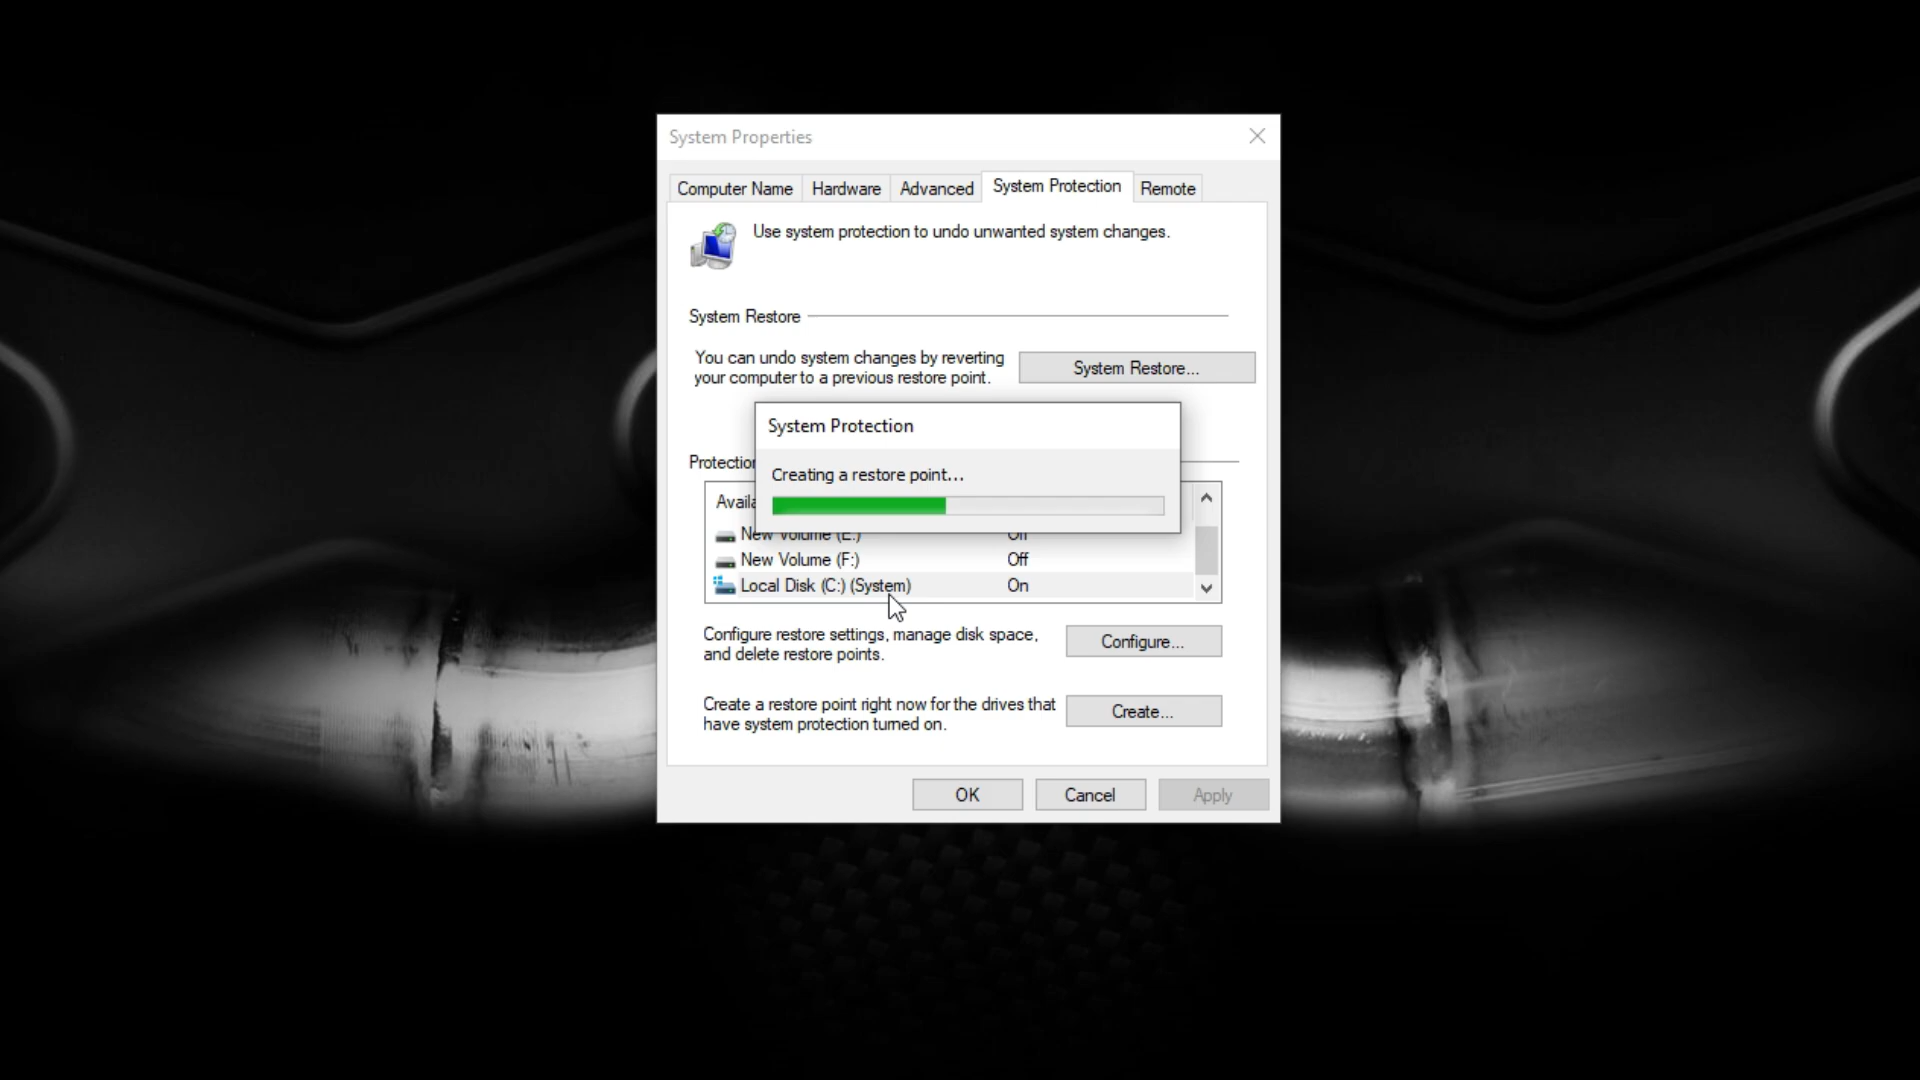 System Properties
Computer Name Hardware Advanced System Protection Remote
Use system protection to undo unwanted system changes.
System Restore
You can undo system changes by reverting
your computer to a previous restore point.
System Restore...
System Protection
Creating a restore point...
Protection
Availa
New Volume (E:) Off
New Volume (F:) Off
Local Disk (C:) (System) On
Configure restore settings, manage disk space,
and delete restore points.
Configure...
Create a restore point right now for the drives that
have system protection turned on.
Create...
OK Cancel Apply